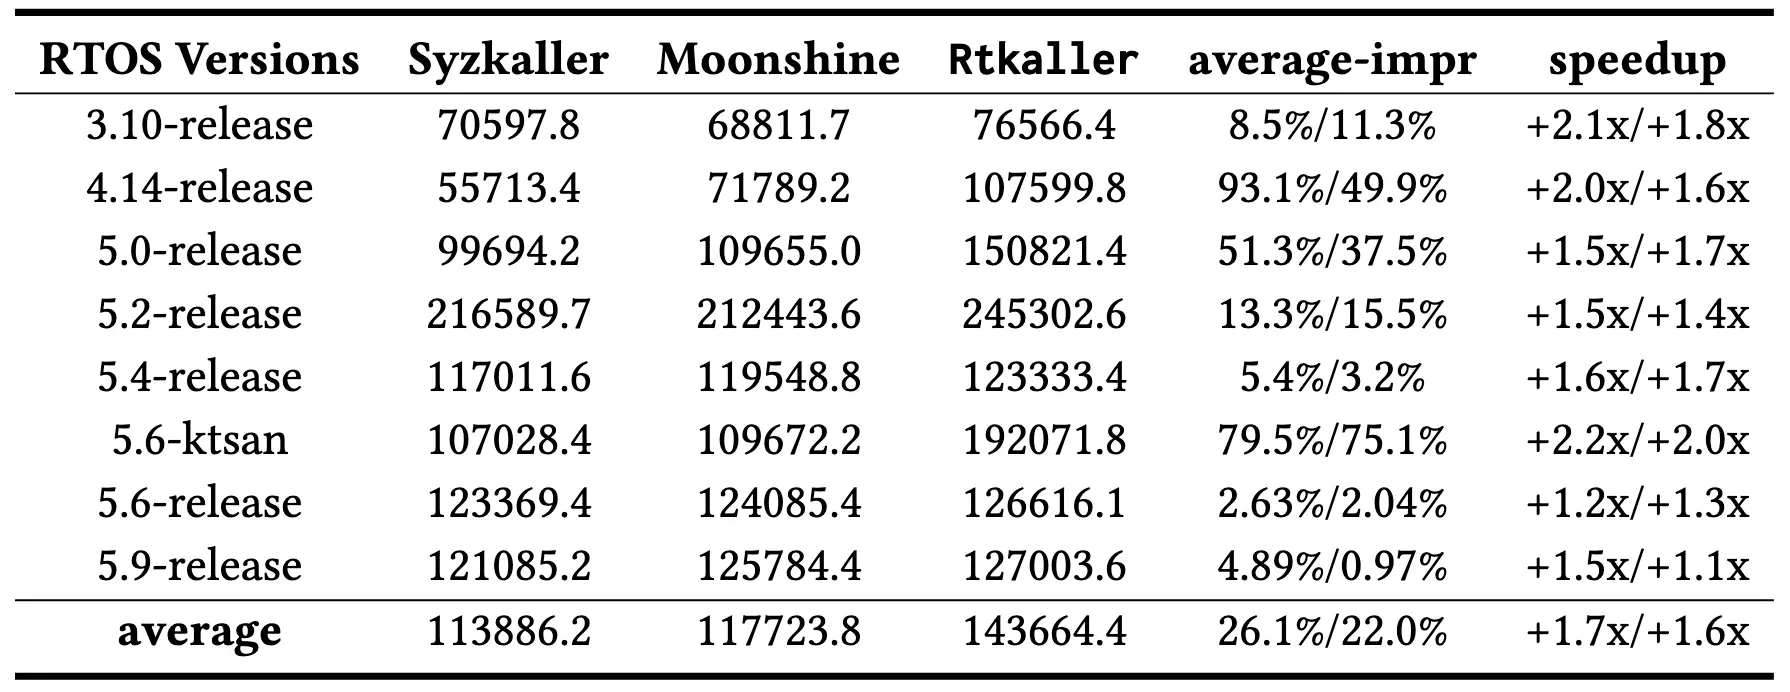 RTOS Versions Syzkaller Moonshine Rtkaller average-impr speedup
3.10-release 70597.8 68811.7 76566.4 8.5%/11.3% +2.1x/+1.8x
4.14-release 55713.4 71789.2 107599.8 93.1%/49.9% +2.0x/+1.6x
5.0-release 99694.2 109655.0 150821.4 51.3%/37.5% +1.5x/+1.7x
5.2-release 216589.7 212443.6 245302.6 13.3%/15.5% +1.5x/+1.4x
5.4-release 117011.6 119548.8 123333.4 5.4%/3.2% +1.6x/+1.7x
5.6-ktsan 107028.4 109672.2 192071.8 79.5%/75.1% +2.2x/+2.0x
5.6-release 123369.4 124085.4 126616.1 2.63%/2.04% +1.2x/+1.3x
5.9-release 121085.2 125784.4 127003.6 4.89%/0.97% +1.5x/+1.1x
average 113886.2 117723.8 143664.4 26.1%/22.0% +1.7x/+1.6x